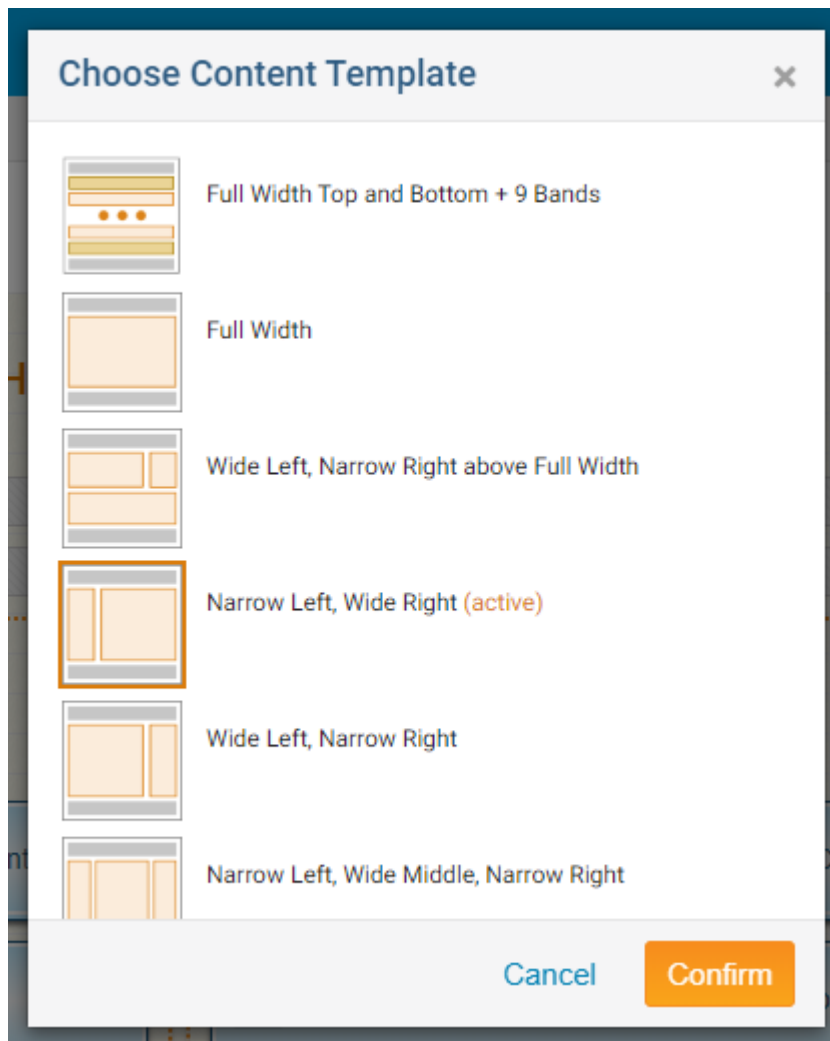 Choose Content Template
Full Width Top and Bottom + 9 Bands
Full Width
Wide Left, Narrow Right above Full Width
Narrow Left, Wide Right (active)
Wide Left, Narrow Right
Narrow Left, Wide Middle, Narrow Right
Cancel
Confirm